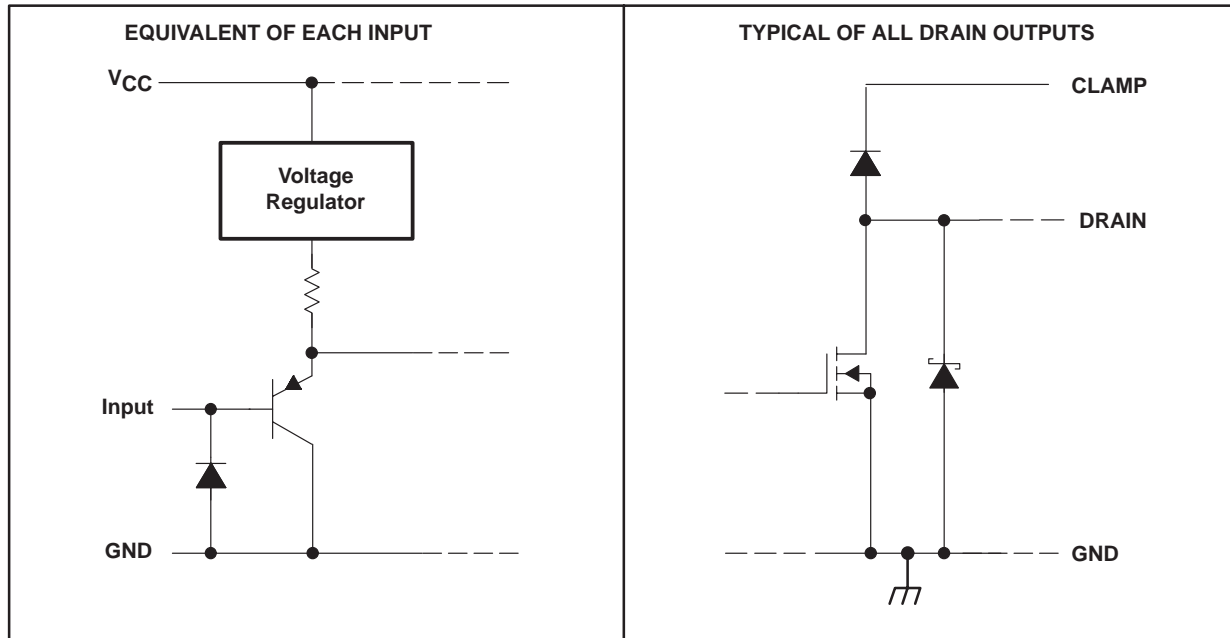 EQUIVALENT OF EACH INPUT
VCC
Voltage
Regulator
Input
GND
TYPICAL OF ALL DRAIN OUTPUTS
CLAMP
DRAIN
GND